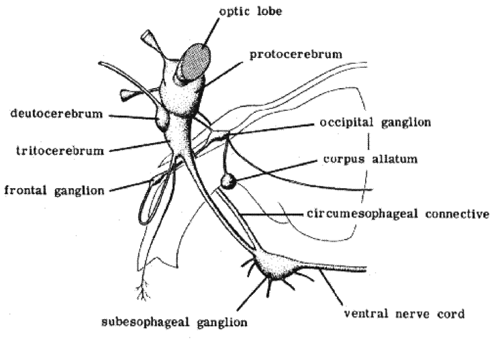 optic lobe
protocerebrum
deutocerebrum
occipital ganglion
tritocerebrum
corpus allatum
frontal ganglion
circumesophageal connective
ventral nerve cord
subesophageal ganglion